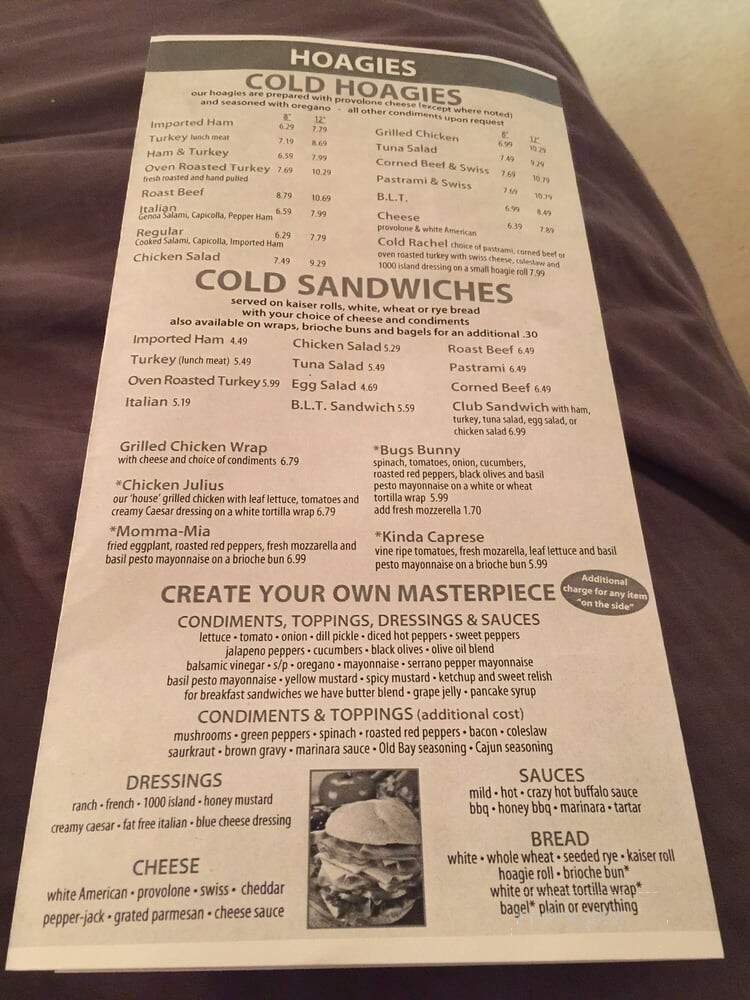 HOAGIES
COLD HOAGIES
our hoagies are prepared with provolone cheese (except where noted)
and seasoned with oregano - all other condiments upon request
8" 12"
Imported Ham 6.29 7.79
Turkey lunch meat 7.19 8.69
Ham & Turkey 6.59 7.99
Oven Roasted Turkey 7.69 10.29
fresh roasted and hand pulled
Roast Beef 8.79 10.69
Italian 6.59 7.99
Genoa Salami, Capicolla, Pepper Ham
Regular 6.29 7.79
Cooked Salami, Capicolla, Imported Ham
Chicken Salad 7.49 9.29
8" 12"
Grilled Chicken 6.99 10.29
Tuna Salad 7.49 9.29
Corned Beef & Swiss 7.69 10.79
Pastrami & Swiss 7.69 10.79
B.L.T. 6.99 8.49
Cheese 6.39 7.89
provolone & white American
Cold Rachel choice of pastrami, corned beef or
oven roasted turkey with swiss cheese, coleslaw and
1000 island dressing on a small hoagie roll 7.99
COLD SANDWICHES
served on kaiser rolls, white, wheat or rye bread
with your choice of cheese and condiments
also available on wraps, brioche buns and bagels for an additional .30
Imported Ham 4.49
Turkey (lunch meat) 5.49
Oven Roasted Turkey 5.99
Italian 5.19
Chicken Salad 5.29
Tuna Salad 5.49
Egg Salad 4.69
B.L.T. Sandwich 5.59
Roast Beef 6.49
Pastrami 6.49
Corned Beef 6.49
Club Sandwich with ham,
turkey, tuna salad, egg salad, or
chicken salad 6.99
Grilled Chicken Wrap
with cheese and choice of condiments 6.79
*Chicken Julius
our 'house' grilled chicken with leaf lettuce, tomatoes and
creamy Caesar dressing on a white tortilla wrap 6.79
*Momma-Mia
fried eggplant, roasted red peppers, fresh mozzarella and
basil pesto mayonnaise on a brioche bun 6.99
*Bugs Bunny
spinach, tomatoes, onion, cucumbers,
roasted red peppers, black olives and basil
pesto mayonnaise on a white or wheat
tortilla wrap 5.99
add fresh mozzerella 1.70
*Kinda Caprese
vine ripe tomatoes, fresh mozarella, leaf lettuce and basil
pesto mayonnaise on a brioche bun 5.99
CREATE YOUR OWN MASTERPIECE
Additional
charge for any item
"on the side"
CONDIMENTS, TOPPINGS, DRESSINGS & SAUCES
lettuce • tomato • onion • dill pickle • diced hot peppers • sweet peppers
jalapeno peppers • cucumbers • black olives • olive oil blend
balsamic vinegar • s/p • oregano • mayonnaise • serrano pepper mayonnaise
basil pesto mayonnaise • yellow mustard • spicy mustard • ketchup and sweet relish
for breakfast sandwiches we have butter blend • grape jelly • pancake syrup
CONDIMENTS & TOPPINGS (additional cost)
mushrooms • green peppers • spinach • roasted red peppers • bacon • coleslaw
saurkraut • brown gravy • marinara sauce • Old Bay seasoning • Cajun seasoning
DRESSINGS
ranch • french • 1000 island • honey mustard
creamy caesar • fat free italian • blue cheese dressing
CHEESE
white American • provolone • swiss • cheddar
pepper-jack • grated parmesan • cheese sauce
SAUCES
mild • hot • crazy hot buffalo sauce
bbq • honey bbq • marinara • tartar
BREAD
white • whole wheat • seeded rye • kaiser roll
hoagie roll • brioche bun*
white or wheat tortilla wrap*
bagel* plain or everything